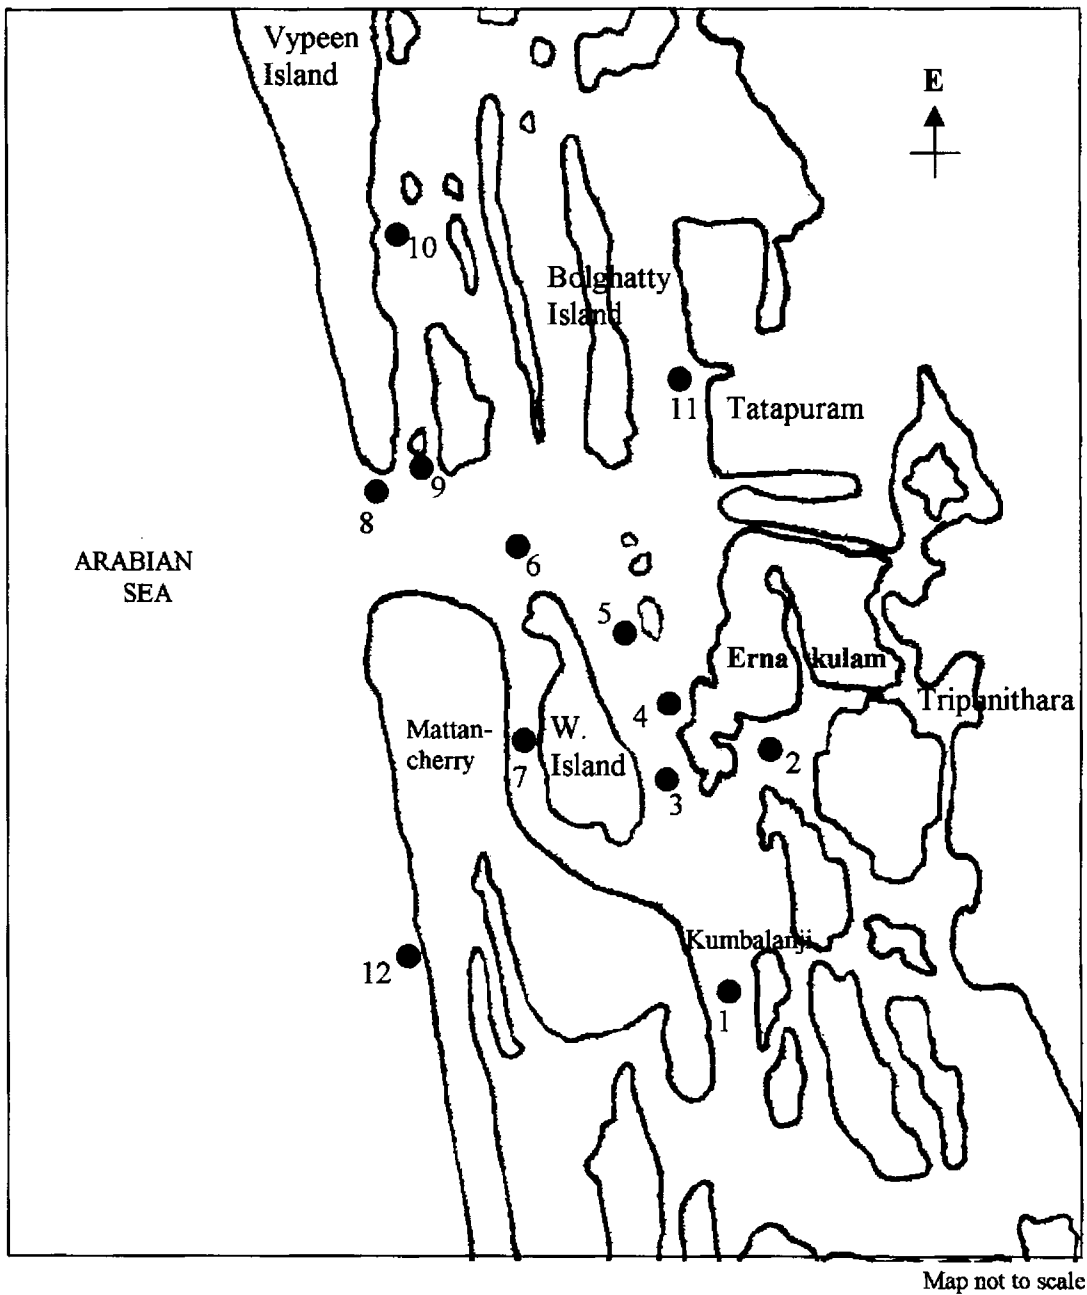 Vypeen
Island
E
10
Bolghatty
Island
11
Tatapuram
9
8
6
ARABIAN
SEA
5
Erna kulam
Tripunithara
4
Mattan-
cherry
W.
Island
7
2
3
Kumbalanji
12
1
Map not to scale